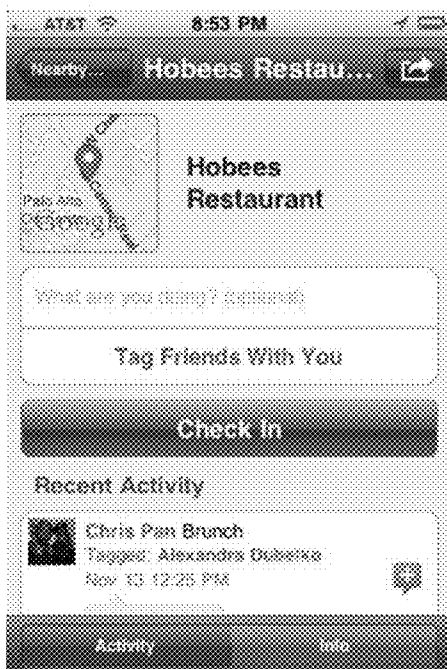 AT&T 8:53 PM
Nearby... Hobees Restau...
Palo Alto
Google
Hobees
Restaurant
What are you doing? (optional)
Tag Friends With You
Check In
Recent Activity
Chris Pan Brunch
Tagged: Alexandra
Nov 13 12:25 PM
Activity Info